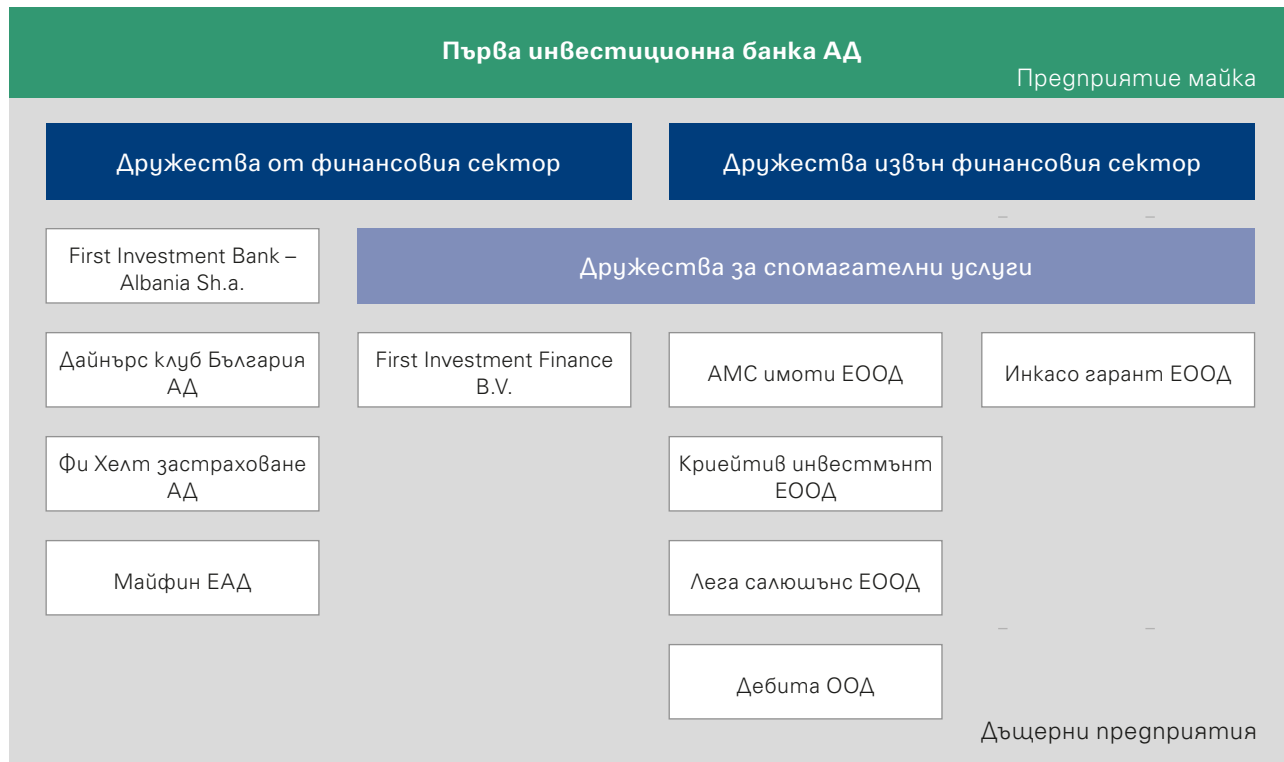 Първа инвестиционна банка АД
Предприятие майка
Дружества от финансовия сектор
Дружества извън финансовия сектор
First Investment Bank –
Albania Sh.a.
Дружества за спомагателни услуги
Дайнърс клуб България
АД
First Investment Finance
B.V.
АМС имоти ЕООД
Инкасо гарант ЕООД
Фи Хелт застраховане
АД
Криейтив инвестмънт
ЕООД
Майфин ЕАД
Лега салюшънс ЕООД
Дебита ООД
Дъщерни предприятия